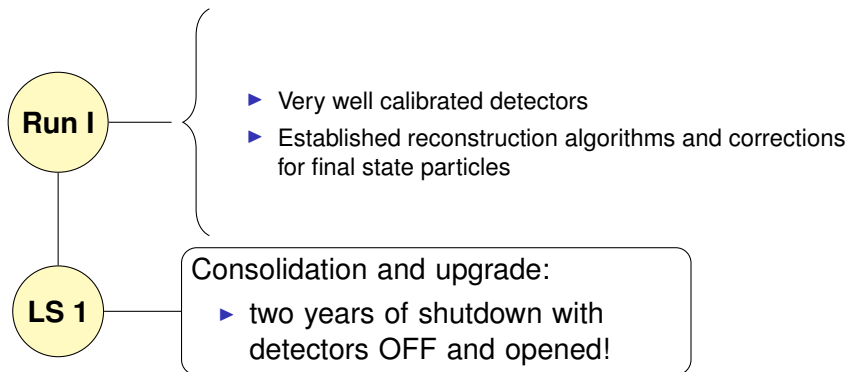 Run I
Very well calibrated detectors
Established reconstruction algorithms and corrections
for final state particles
LS 1
Consolidation and upgrade:
two years of shutdown with
detectors OFF and opened!